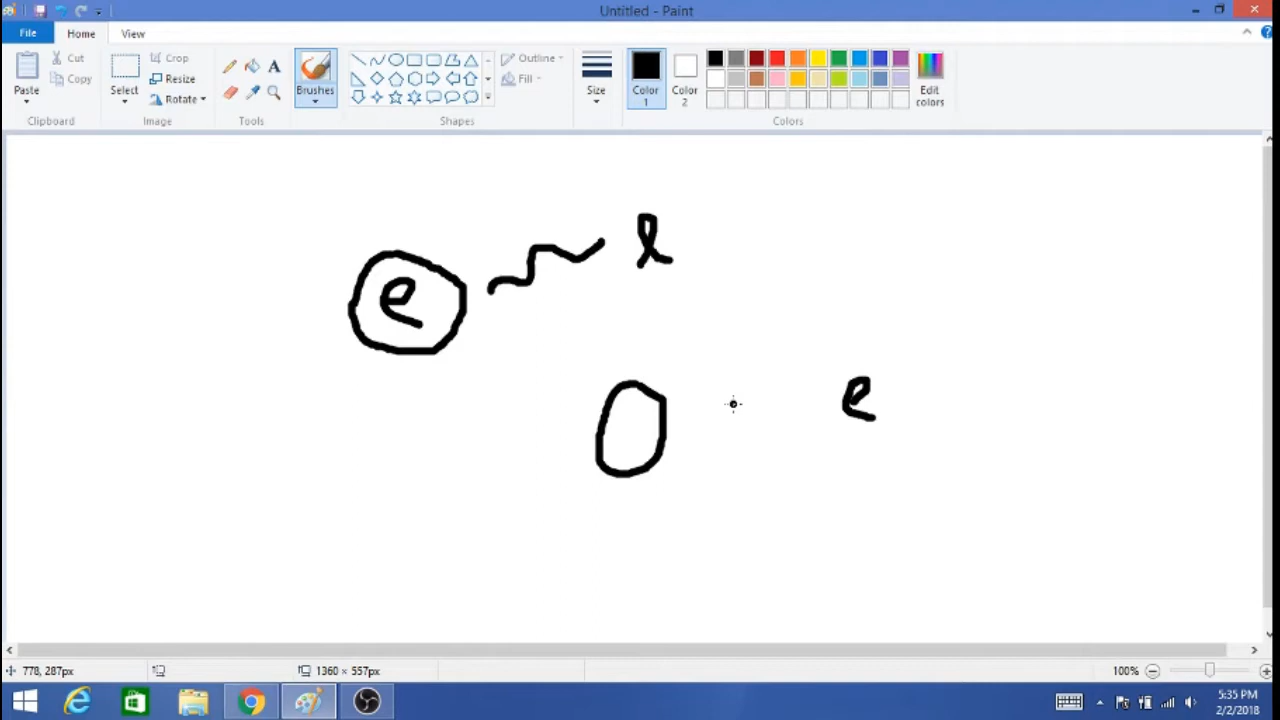 Untitled - Paint
File Home View
Paste Cut Copy Select Crop Resize Rotate A Brushes Outline Fill Size Color 1 Color 2 Edit colors
Clipboard Image Tools Shapes Colors
e l
e
778, 287px 1360 × 557px 100%
5:35 PM
2/2/2018